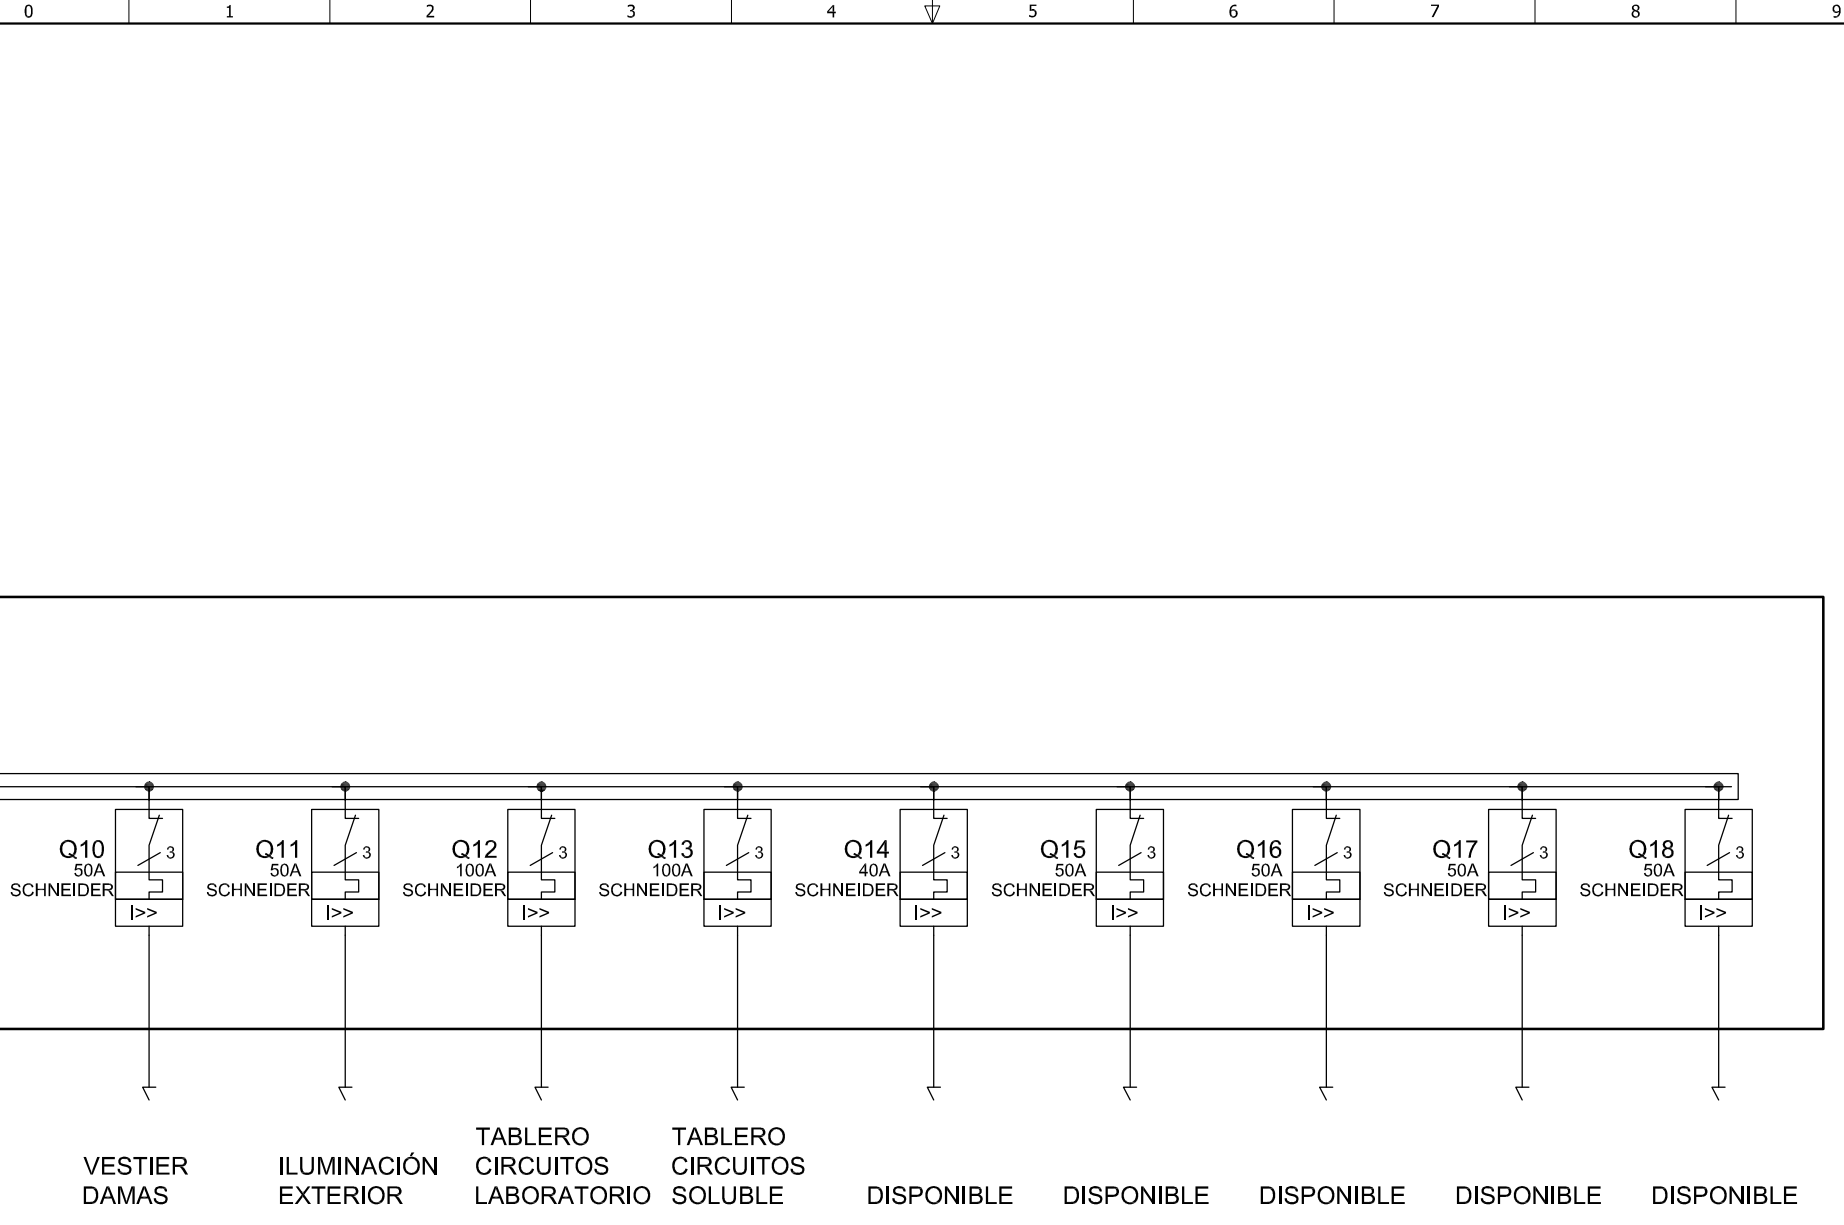 0 1 2 3 4 5 6 7 8 9
Q10 3 Q11 3 Q12 3 Q13 3 Q14 3 Q15 3 Q16 3 Q17 3 Q18 3
50A 50A 100A 100A 40A 50A 50A 50A 50A
SCHNEIDER SCHNEIDER SCHNEIDER SCHNEIDER SCHNEIDER SCHNEIDER SCHNEIDER SCHNEIDER SCHNEIDER
I>> I>> I>> I>> I>> I>> I>> I>> I>>
VESTIER
DAMAS
ILUMINACIÓN
EXTERIOR
TABLERO
CIRCUITOS
LABORATORIO
TABLERO
CIRCUITOS
SOLUBLE
DISPONIBLE
DISPONIBLE
DISPONIBLE
DISPONIBLE
DISPONIBLE